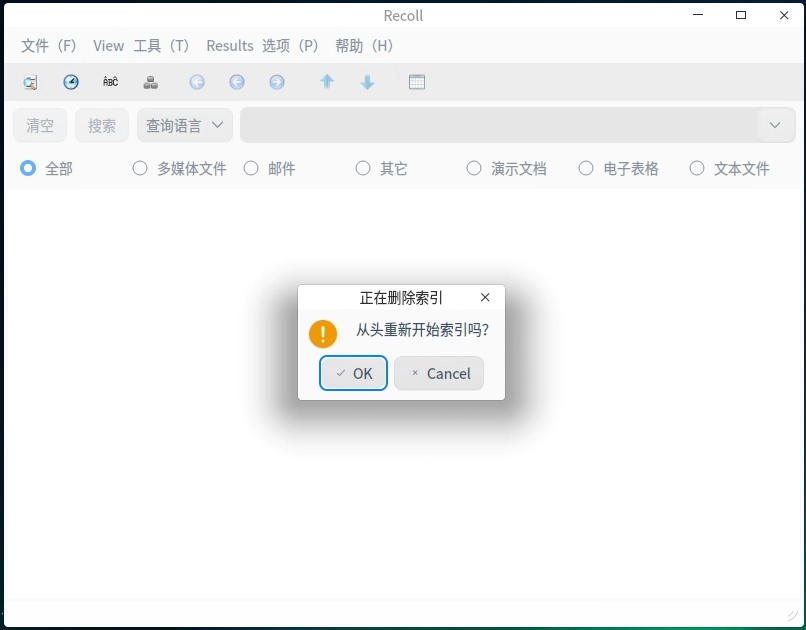 Recoll
文件（F） View 工具（T） Results 选项（P） 帮助（H）
ABC
清空 搜索 查询语言
全部 多媒体文件 邮件 其它 演示文档 电子表格 文本文件
正在删除索引
从头重新开始索引吗?
OK Cancel